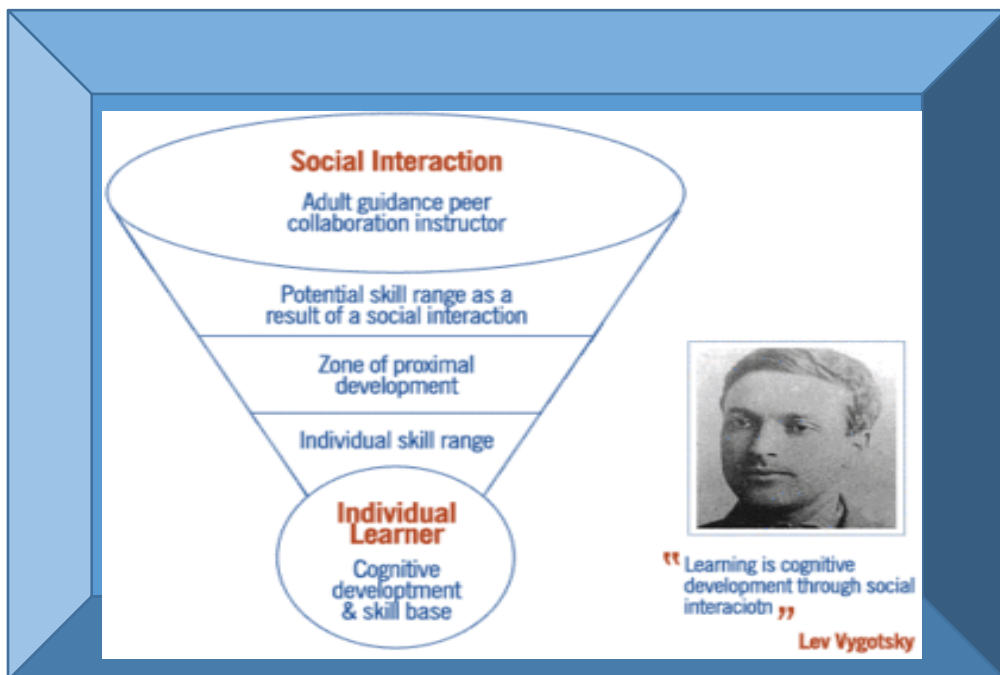 Social Interaction
Adult guidance peer
collaboration instructor
Potential skill range as a
result of a social interaction
Zone of proximal
development
Individual skill range
Individual
Learner
Cognitive
developtment
& skill base
" Learning is cognitive
development through social
interaciotn "
Lev Vygotsky